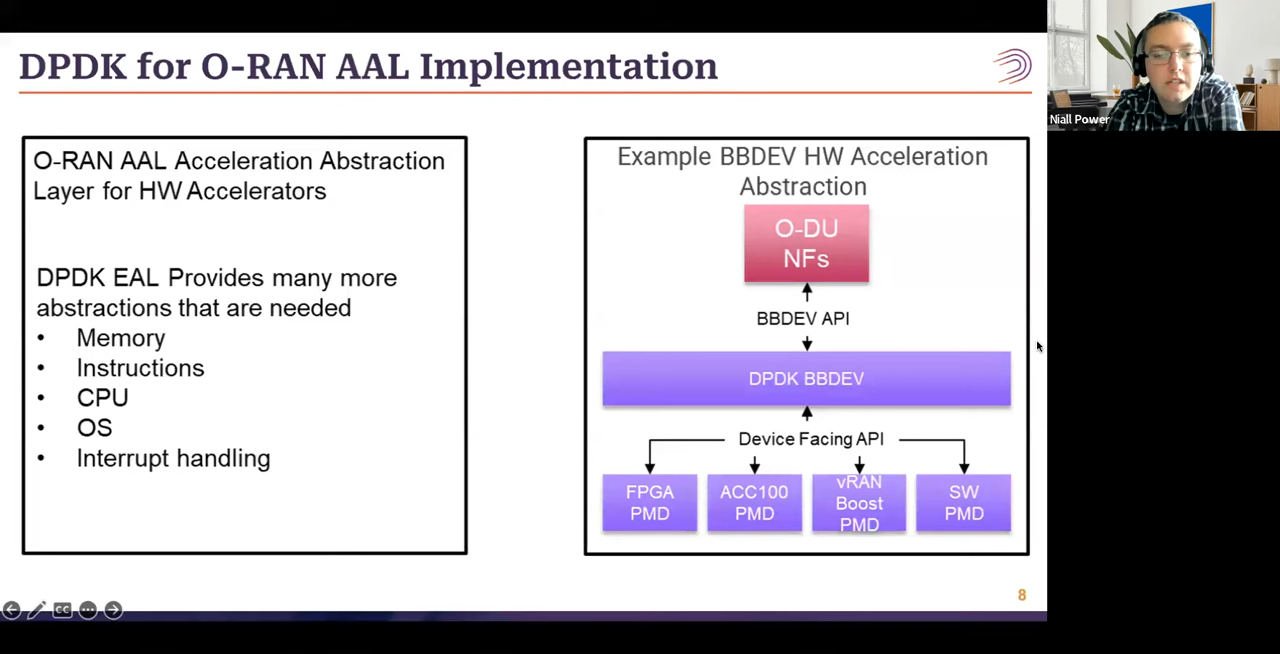 DPDK for O-RAN AAL Implementation
O-RAN AAL Acceleration Abstraction
Layer for HW Accelerators
DPDK EAL Provides many more
abstractions that are needed
• Memory
• Instructions
• CPU
• OS
• Interrupt handling
Example BBDEV HW Acceleration
Abstraction
O-DU
NFs
BBDEV API
DPDK BBDEV
Device Facing API
FPGA
PMD
ACC100
PMD
vRAN
Boost
PMD
SW
PMD
8
CC
Niall Power